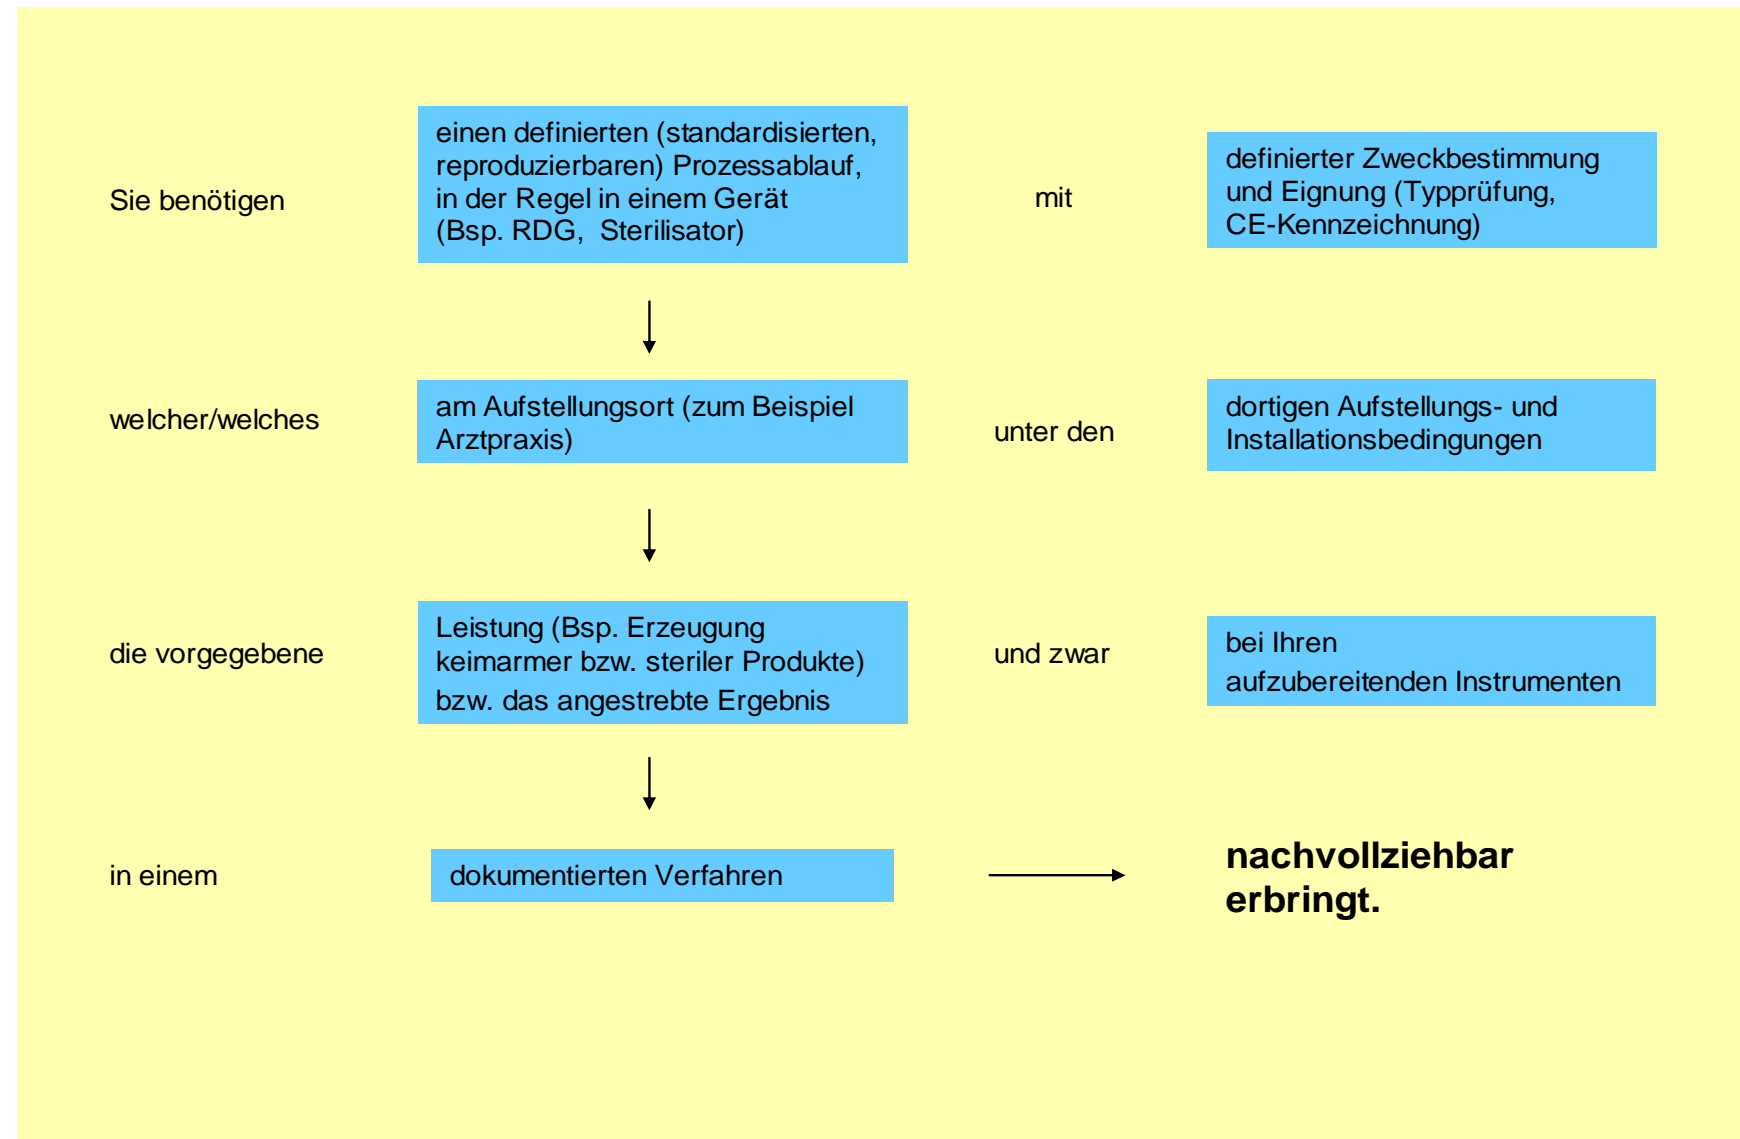 Sie benötigen
einen definierten (standardisierten,
reproduzierbaren) Prozessablauf,
in der Regel in einem Gerät
(Bsp. RDG, Sterilisator)
mit
definierter Zweckbestimmung
und Eignung (Typprüfung,
CE-Kennzeichnung)
welcher/welches
am Aufstellungsort (zum Beispiel
Arztpraxis)
unter den
dortigen Aufstellungs- und
Installationsbedingungen
die vorgegebene
Leistung (Bsp. Erzeugung
keimarmer bzw. steriler Produkte)
bzw. das angestrebte Ergebnis
und zwar
bei Ihren
aufzubereitenden Instrumenten
in einem
dokumentierten Verfahren
nachvollziehbar
erbringt.